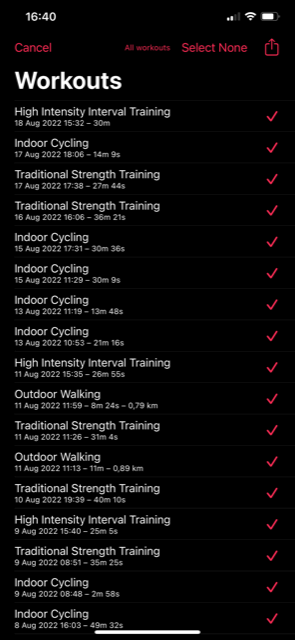 16:40
Cancel All workouts Select None
Workouts
High Intensity Interval Training
18 Aug 2022 15:32 – 30m
Indoor Cycling
17 Aug 2022 18:06 – 14m 9s
Traditional Strength Training
17 Aug 2022 17:38 – 27m 44s
Traditional Strength Training
16 Aug 2022 16:06 – 36m 21s
Indoor Cycling
15 Aug 2022 17:31 – 30m 36s
Indoor Cycling
15 Aug 2022 11:29 – 30m 9s
Indoor Cycling
13 Aug 2022 11:19 – 13m 48s
Indoor Cycling
13 Aug 2022 10:53 – 21m 16s
High Intensity Interval Training
11 Aug 2022 15:35 – 26m 55s
Outdoor Walking
11 Aug 2022 11:59 – 8m 24s – 0,79 km
Traditional Strength Training
11 Aug 2022 11:26 – 31m 4s
Outdoor Walking
11 Aug 2022 11:13 – 11m – 0,89 km
Traditional Strength Training
10 Aug 2022 19:39 – 40m 10s
High Intensity Interval Training
9 Aug 2022 15:40 – 25m 5s
Traditional Strength Training
9 Aug 2022 08:51 – 35m 25s
Indoor Cycling
9 Aug 2022 08:48 – 2m 58s
Indoor Cycling
8 Aug 2022 16:03 – 49m 32s